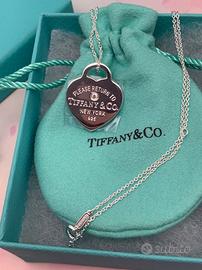 PLEASE RETURN TO
TIFFANY & CO.
NEW YORK
925
TIFFANY & CO.
subito